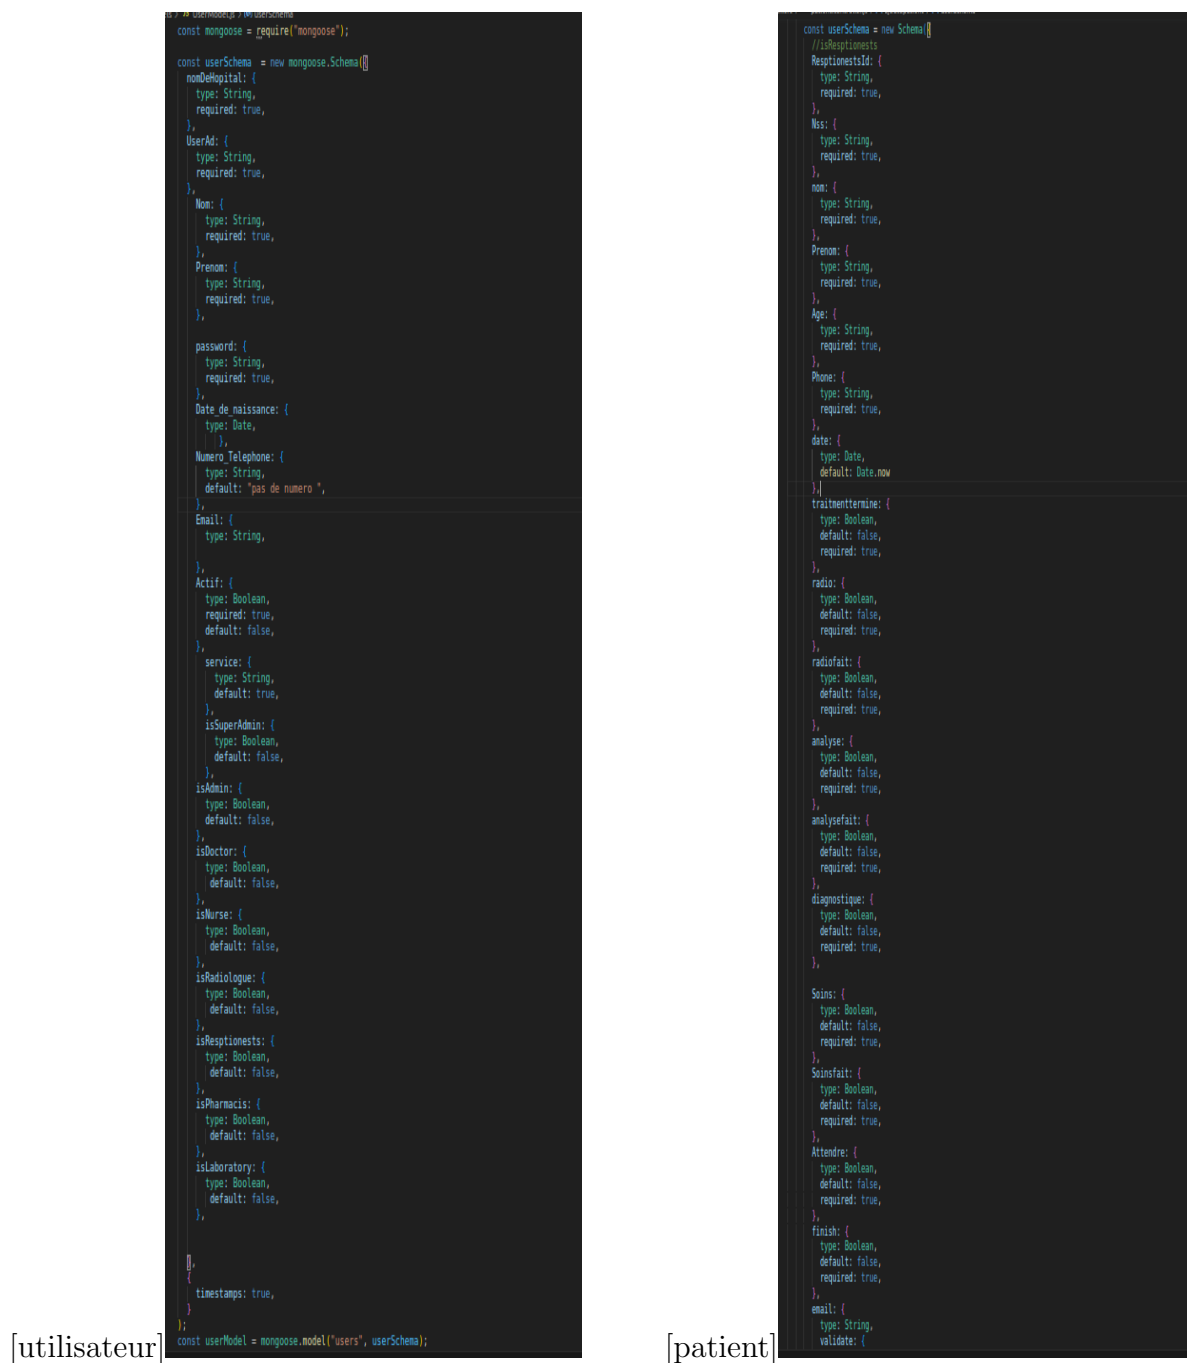 UserModel.js > userSchema
const mongoose = require("mongoose");
const userSchema  = new mongoose.Schema({
nomDeHopital: {
type: String,
required: true,
},
UserAd: {
type: String,
required: true,
},
Nom: {
type: String,
required: true,
},
Prenom: {
type: String,
required: true,
},
password: {
type: String,
required: true,
},
Date_de_naissance: {
type: Date,
},
Numero_Telephone: {
type: String,
default: "pas de numero ",
},
Email: {
type: String,
},
Actif: {
type: Boolean,
required: true,
default: false,
},
service: {
type: String,
default: true,
},
isSuperAdmin: {
type: Boolean,
default: false,
},
isAdmin: {
type: Boolean,
default: false,
},
isDoctor: {
type: Boolean,
default: false,
},
isNurse: {
type: Boolean,
default: false,
},
isRadiologue: {
type: Boolean,
default: false,
},
isResptionests: {
type: Boolean,
default: false,
},
isPharmacis: {
type: Boolean,
default: false,
},
isLaboratory: {
type: Boolean,
default: false,
},
},
{
timestamps: true,
}
);
const userModel = mongoose.model("users", userSchema);
[utilisateur]
const userSchema = new Schema({
//isResptionests
ResptionestsId: {
type: String,
required: true,
},
Nss: {
type: String,
required: true,
},
nom: {
type: String,
required: true,
},
Prenom: {
type: String,
required: true,
},
Age: {
type: String,
required: true,
},
Phone: {
type: String,
required: true,
},
date: {
type: Date,
default: Date.now
},
traitmenttermine: {
type: Boolean,
default: false,
required: true,
},
radio: {
type: Boolean,
default: false,
required: true,
},
radiofait: {
type: Boolean,
default: false,
required: true,
},
analyse: {
type: Boolean,
default: false,
required: true,
},
analysefait: {
type: Boolean,
default: false,
required: true,
},
diagnostique: {
type: Boolean,
default: false,
required: true,
},
Soins: {
type: Boolean,
default: false,
required: true,
},
Soinsfait: {
type: Boolean,
default: false,
required: true,
},
Attendre: {
type: Boolean,
default: false,
required: true,
},
finish: {
type: Boolean,
default: false,
required: true,
},
email: {
type: String,
validate: {
[patient]